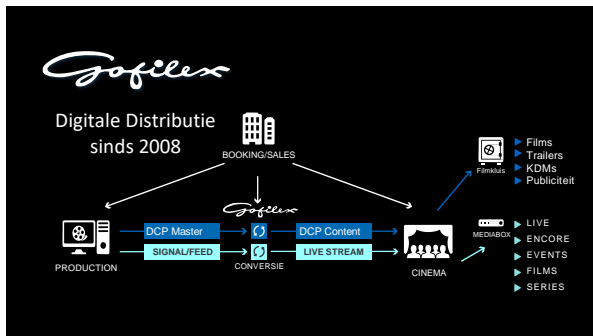 Gofilex
Digitale Distributie
sinds 2008
BOOKING/SALES
Gofilex
DCP Master
DCP Content
SIGNAL/FEED
LIVE STREAM
PRODUCTION
CONVERSIE
CINEMA
Filmkluis
Films
Trailers
KDMs
Publiciteit
MEDIABOX
LIVE
ENCORE
EVENTS
FILMS
SERIES